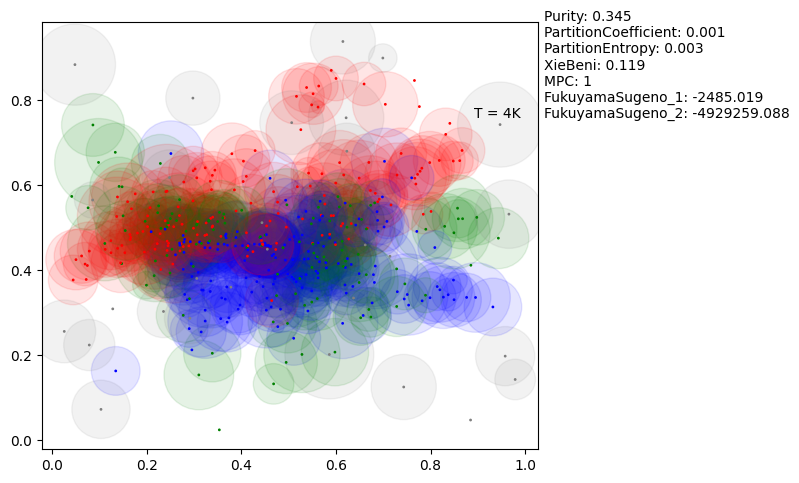 Purity: 0.345
PartitionCoefficient: 0.001
PartitionEntropy: 0.003
XieBeni: 0.119
MPC: 1
FukuyamaSugeno_1: -2485.019
FukuyamaSugeno_2: -4929259.088
T = 4K
0.8
0.6
0.4
0.2
0.0
0.0 0.2 0.4 0.6 0.8 1.0